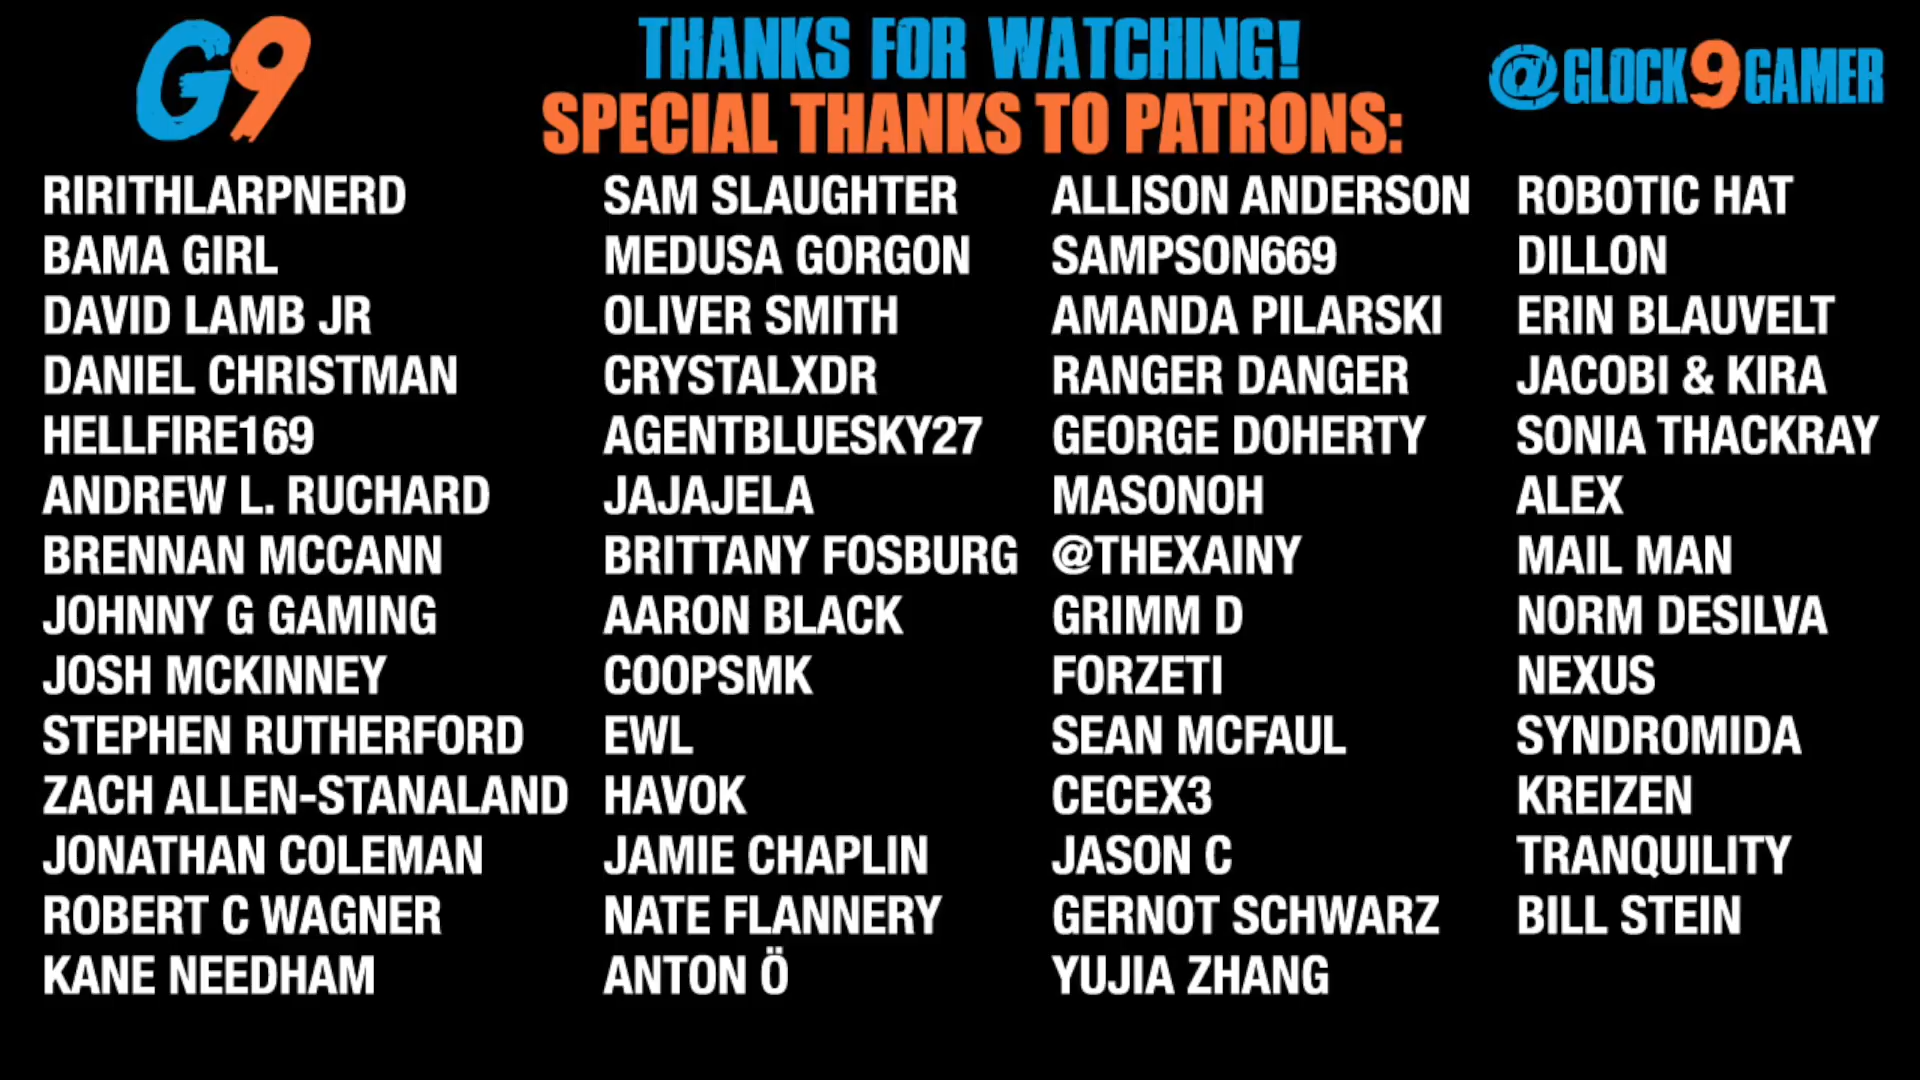 G9
THANKS FOR WATCHING!
SPECIAL THANKS TO PATRONS:
@GLOCK9GAMER
RIRITHLARPNERD
BAMA GIRL
DAVID LAMB JR
DANIEL CHRISTMAN
HELLFIRE169
ANDREW L. RUCHARD
BRENNAN MCCANN
JOHNNY G GAMING
JOSH MCKINNEY
STEPHEN RUTHERFORD
ZACH ALLEN-STANALAND
JONATHAN COLEMAN
ROBERT C WAGNER
KANE NEEDHAM
SAM SLAUGHTER
MEDUSA GORGON
OLIVER SMITH
CRYSTALXDR
AGENTBLUESKY27
JAJAJELA
BRITTANY FOSBURG
AARON BLACK
COOPSMK
EWL
HAVOK
JAMIE CHAPLIN
NATE FLANNERY
ANTON Ö
ALLISON ANDERSON
SAMPSON669
AMANDA PILARSKI
RANGER DANGER
GEORGE DOHERTY
MASONOH
@THEXAINY
GRIMM D
FORZETI
SEAN MCFAUL
CECEX3
JASON C
GERNOT SCHWARZ
YUJIA ZHANG
ROBOTIC HAT
DILLON
ERIN BLAUVELT
JACOBI & KIRA
SONIA THACKRAY
ALEX
MAIL MAN
NORM DESILVA
NEXUS
SYNDROMIDA
KREIZEN
TRANQUILITY
BILL STEIN